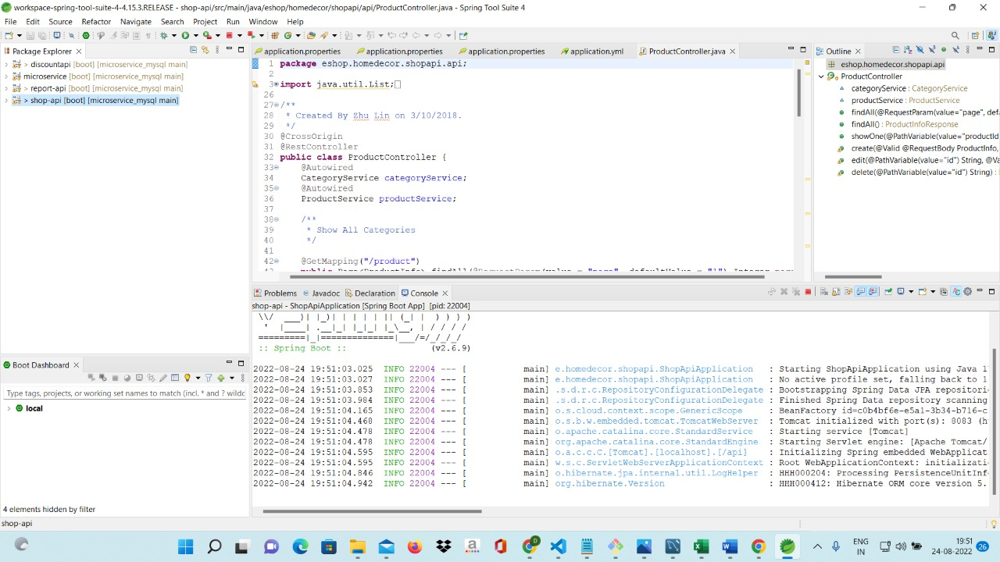 workspace-spring-tool-suite-4-4.15.3.RELEASE - shop-api/src/main/java/eshop/homedecor/shopapi/api/ProductController.java - Spring Tool Suite 4
File Edit Source Refactor Navigate Search Project Run Window Help
Package Explorer
> discountapi [boot] [microservice_mysql main]
microservice [boot] [microservice_mysql main]
> report-api [boot] [microservice_mysql main]
> shop-api [boot] [microservice_mysql main]
application.properties application.properties application.properties application.yml ProductController.java
1 package eshop.homedecor.shopapi.api;
2
3 import java.util.List;
26
27 /**
28 * Created By Zhu Lin on 3/10/2018.
29 */
30 @CrossOrigin
31 @RestController
32 public class ProductController {
33 @Autowired
34 CategoryService categoryService;
35 @Autowired
36 ProductService productService;
37
38 /**
39 * Show All Categories
40 */
41
42 @GetMapping("/product")
Outline
eshop.homedecor.shopapi.api
ProductController
categoryService : CategoryService
productService : ProductService
findAll(@RequestParam(value="page", def
findAll() : ProductInfoResponse
showOne(@PathVariable(value="productId
create(@Valid @RequestBody ProductInfo,
edit(@PathVariable(value="id") String, @Va
delete(@PathVariable(value="id") String) :
Boot Dashboard
Type tags, projects, or working set names to match (incl. * and ? wildc
local
4 elements hidden by filter
Problems Javadoc Declaration Console
shop-api - ShopApiApplication [Spring Boot App] [pid: 22004]
\\/ ___)| |_)| | | | | || (_| | ) ) ) )
' |____| .__|_| |_|_| |_\__, | / / / /
=========|_|==============|___/=/_/_/_/
:: Spring Boot :: (v2.6.9)
2022-08-24 19:51:03.025 INFO 22004 --- [ main] e.homedecor.shopapi.ShopApiApplication : Starting ShopApiApplication using Java 1
2022-08-24 19:51:03.027 INFO 22004 --- [ main] e.homedecor.shopapi.ShopApiApplication : No active profile set, falling back to 1
2022-08-24 19:51:03.853 INFO 22004 --- [ main] .s.d.r.c.RepositoryConfigurationDelegate : Bootstrapping Spring Data JPA repositori
2022-08-24 19:51:03.984 INFO 22004 --- [ main] .s.d.r.c.RepositoryConfigurationDelegate : Finished Spring Data repository scanning
2022-08-24 19:51:04.165 INFO 22004 --- [ main] o.s.cloud.context.scope.GenericScope : BeanFactory id=c0b4bf6e-e5a1-3b34-b716-c
2022-08-24 19:51:04.468 INFO 22004 --- [ main] o.s.b.w.embedded.tomcat.TomcatWebServer : Tomcat initialized with port(s): 8083 (h
2022-08-24 19:51:04.478 INFO 22004 --- [ main] o.apache.catalina.core.StandardService : Starting service [Tomcat]
2022-08-24 19:51:04.478 INFO 22004 --- [ main] org.apache.catalina.core.StandardEngine : Starting Servlet engine: [Apache Tomcat/
2022-08-24 19:51:04.595 INFO 22004 --- [ main] o.a.c.c.C.[Tomcat].[localhost].[/api] : Initializing Spring embedded WebApplicat
2022-08-24 19:51:04.595 INFO 22004 --- [ main] w.s.c.ServletWebServerApplicationContext : Root WebApplicationContext: initializati
2022-08-24 19:51:04.846 INFO 22004 --- [ main] o.hibernate.jpa.internal.util.LogHelper : HHH000204: Processing PersistenceUnitInf
2022-08-24 19:51:04.942 INFO 22004 --- [ main] org.hibernate.Version : HHH000412: Hibernate ORM core version 5.
shop-api
ENG
IN
19:51
24-08-2022
26